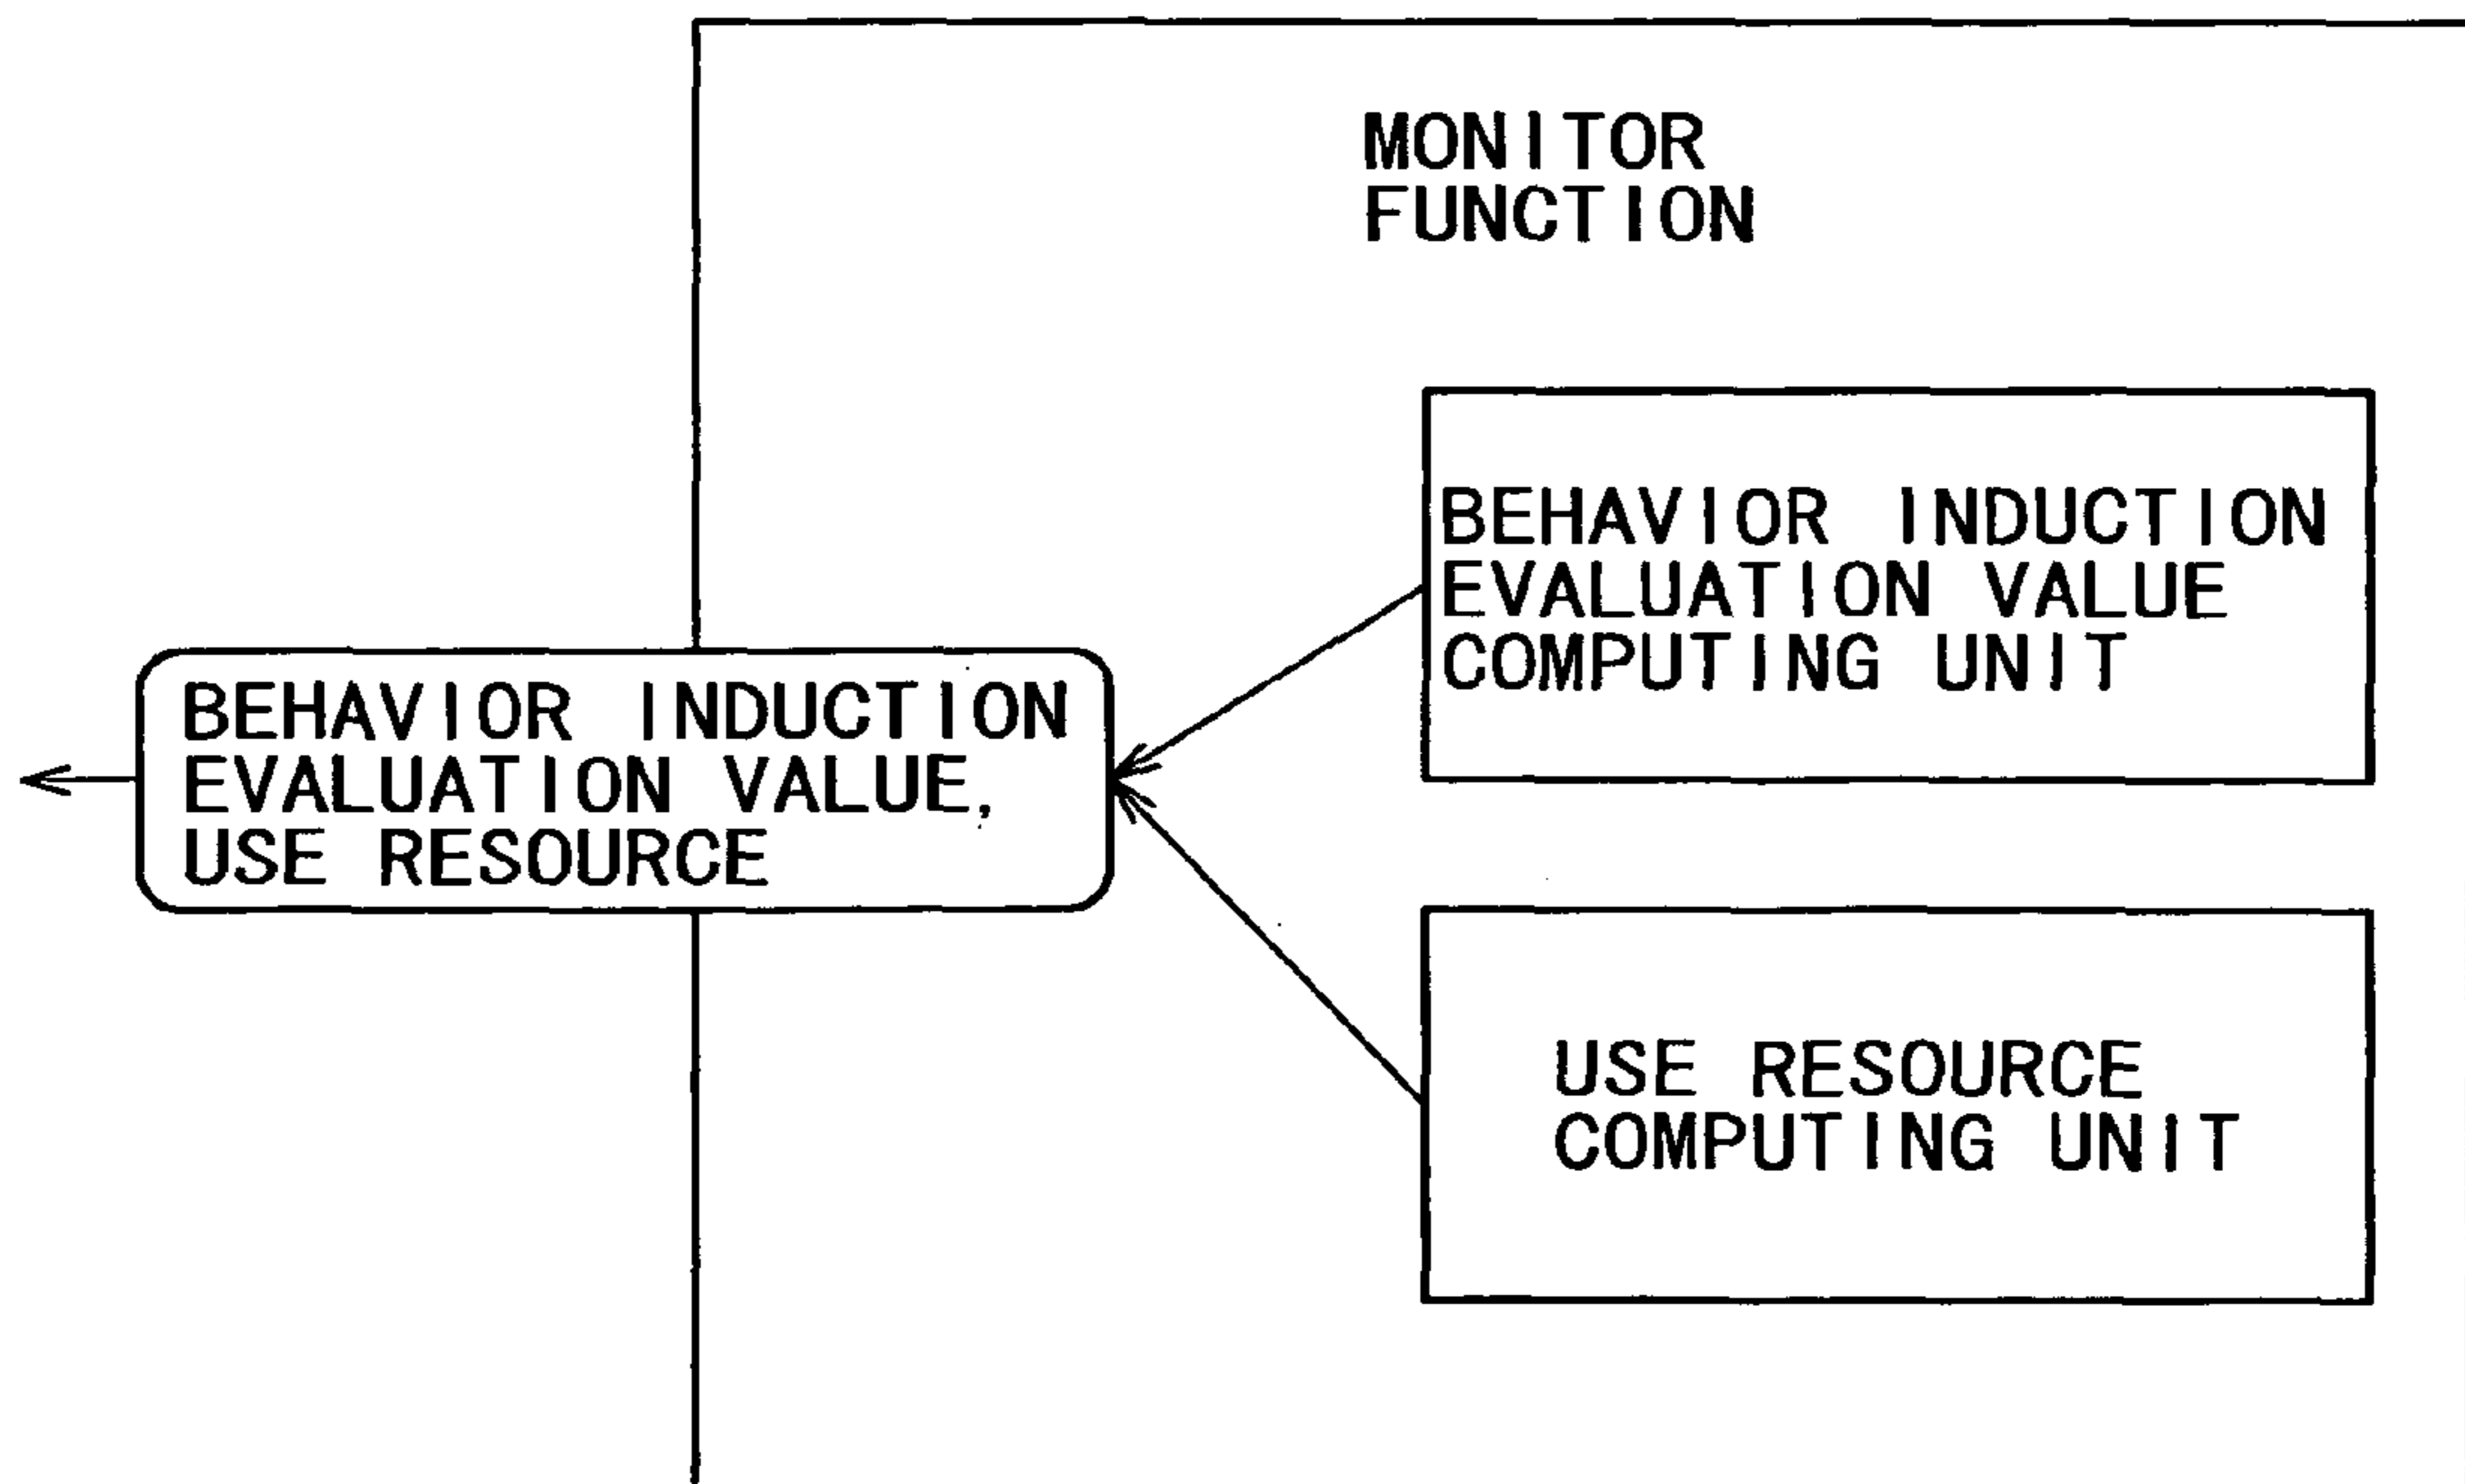 MONITOR
FUNCTION
BEHAVIOR INDUCTION
EVALUATION VALUE
COMPUTING UNIT
BEHAVIOR INDUCTION
EVALUATION VALUE,
USE RESOURCE
USE RESOURCE
COMPUTING UNIT